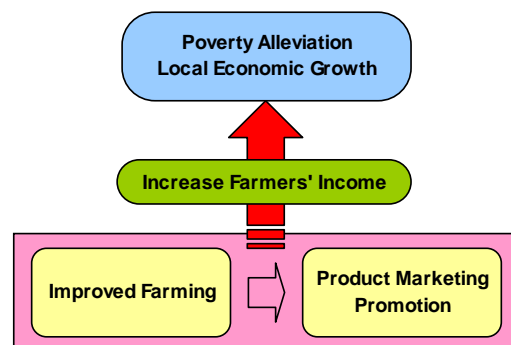 Poverty Alleviation
Local Economic Growth
Increase Farmers' Income
Improved Farming
Product Marketing
Promotion